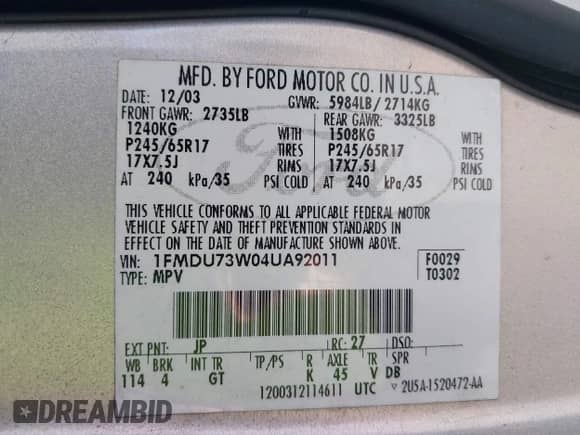 MFD. BY FORD MOTOR CO. IN U.S.A.
DATE: 12/03 GVWR: 5984LB/2714KG
FRONT GAWR: 2735LB REAR GAWR: 3325LB
1240KG WITH 1508KG WITH
P245/65R17 TIRES P245/65R17 TIRES
17X7.5J RIMS 17X7.5J RIMS
AT 240 kPa/35 PSI COLD AT 240 kPa/35 PSI COLD
Ford
THIS VEHICLE CONFORMS TO ALL APPLICABLE FEDERAL MOTOR
VEHICLE SAFETY AND THEFT PREVENTION STANDARDS IN
EFFECT ON THE DATE OF MANUFACTURE SHOWN ABOVE.
VIN: 1FMDU73W04UA92011 F0029
TYPE: MPV T0302
EXT PNT: JP RC: 27 DSO:
WB BRK INT TR TP/PS R AXLE TR SPR
114 4 GT K 45 V DB
1200312114611 UTC 2U5A-1520472-AA
DREAMBID